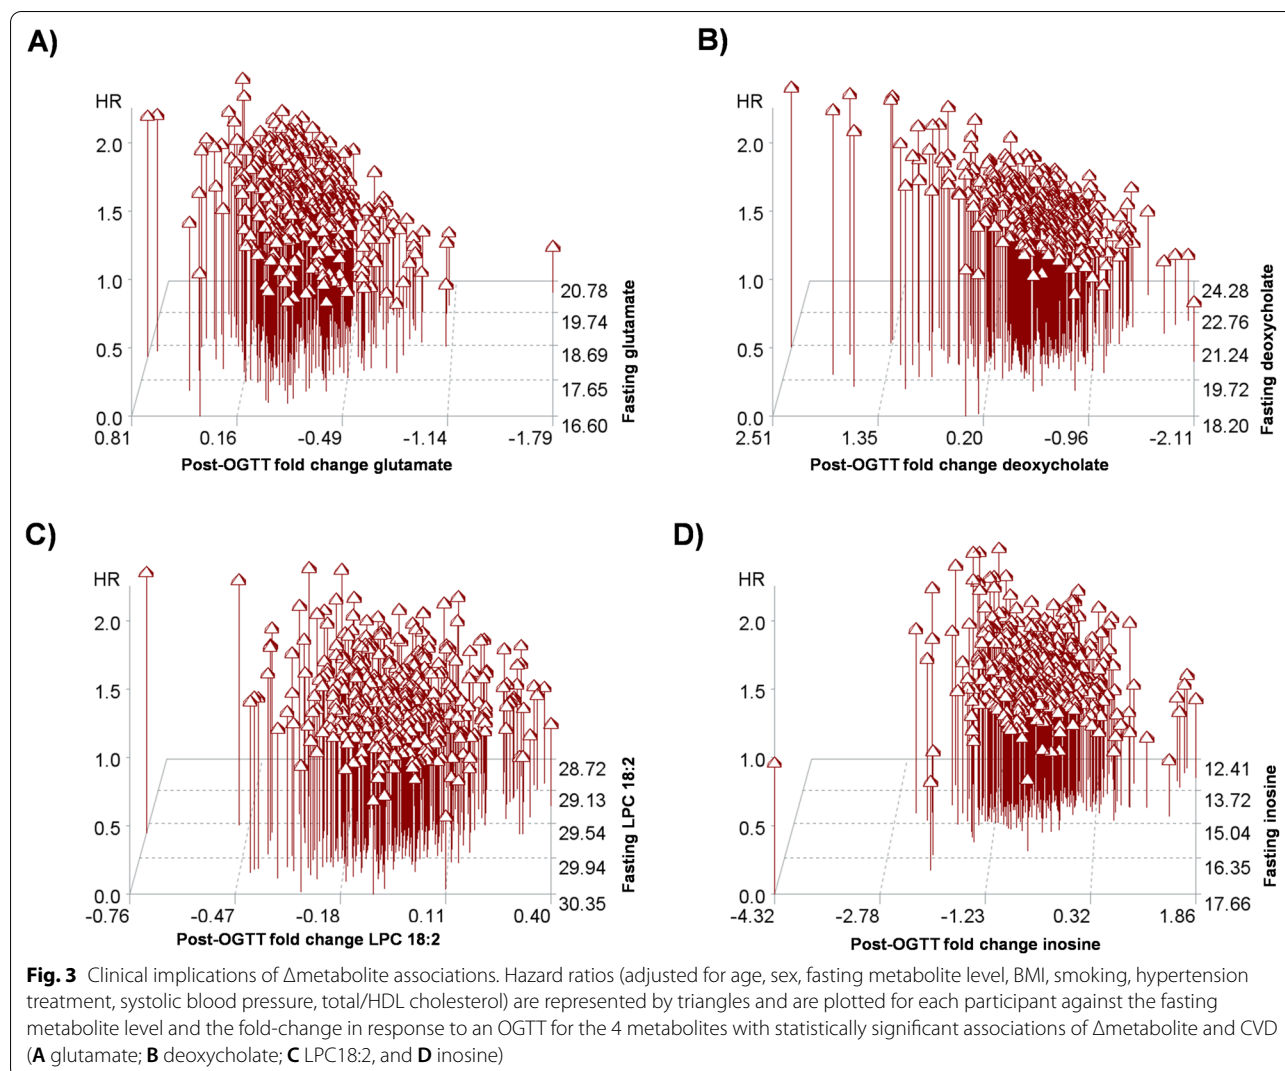 A)
HR
2.0
1.5
1.0
0.5
0.0
0.81 0.16 -0.49 -1.14 -1.79
20.78
19.74
18.69
17.65
16.60
Fasting glutamate
Post-OGTT fold change glutamate
B)
HR
2.0
1.5
1.0
0.5
0.0
2.51 1.35 0.20 -0.96 -2.11
24.28
22.76
21.24
19.72
18.20
Fasting deoxycholate
Post-OGTT fold change deoxycholate
C)
HR
2.0
1.5
1.0
0.5
0.0
-0.76 -0.47 -0.18 0.11 0.40
28.72
29.13
29.54
29.94
30.35
Fasting LPC 18:2
Post-OGTT fold change LPC 18:2
D)
HR
2.0
1.5
1.0
0.5
0.0
-4.32 -2.78 -1.23 0.32 1.86
12.41
13.72
15.04
16.35
17.66
Fasting inosine
Post-OGTT fold change inosine
Fig. 3 Clinical implications of Δmetabolite associations. Hazard ratios (adjusted for age, sex, fasting metabolite level, BMI, smoking, hypertension
treatment, systolic blood pressure, total/HDL cholesterol) are represented by triangles and are plotted for each participant against the fasting
metabolite level and the fold-change in response to an OGTT for the 4 metabolites with statistically significant associations of Δmetabolite and CVD
(A glutamate; B deoxycholate; C LPC18:2, and D inosine)